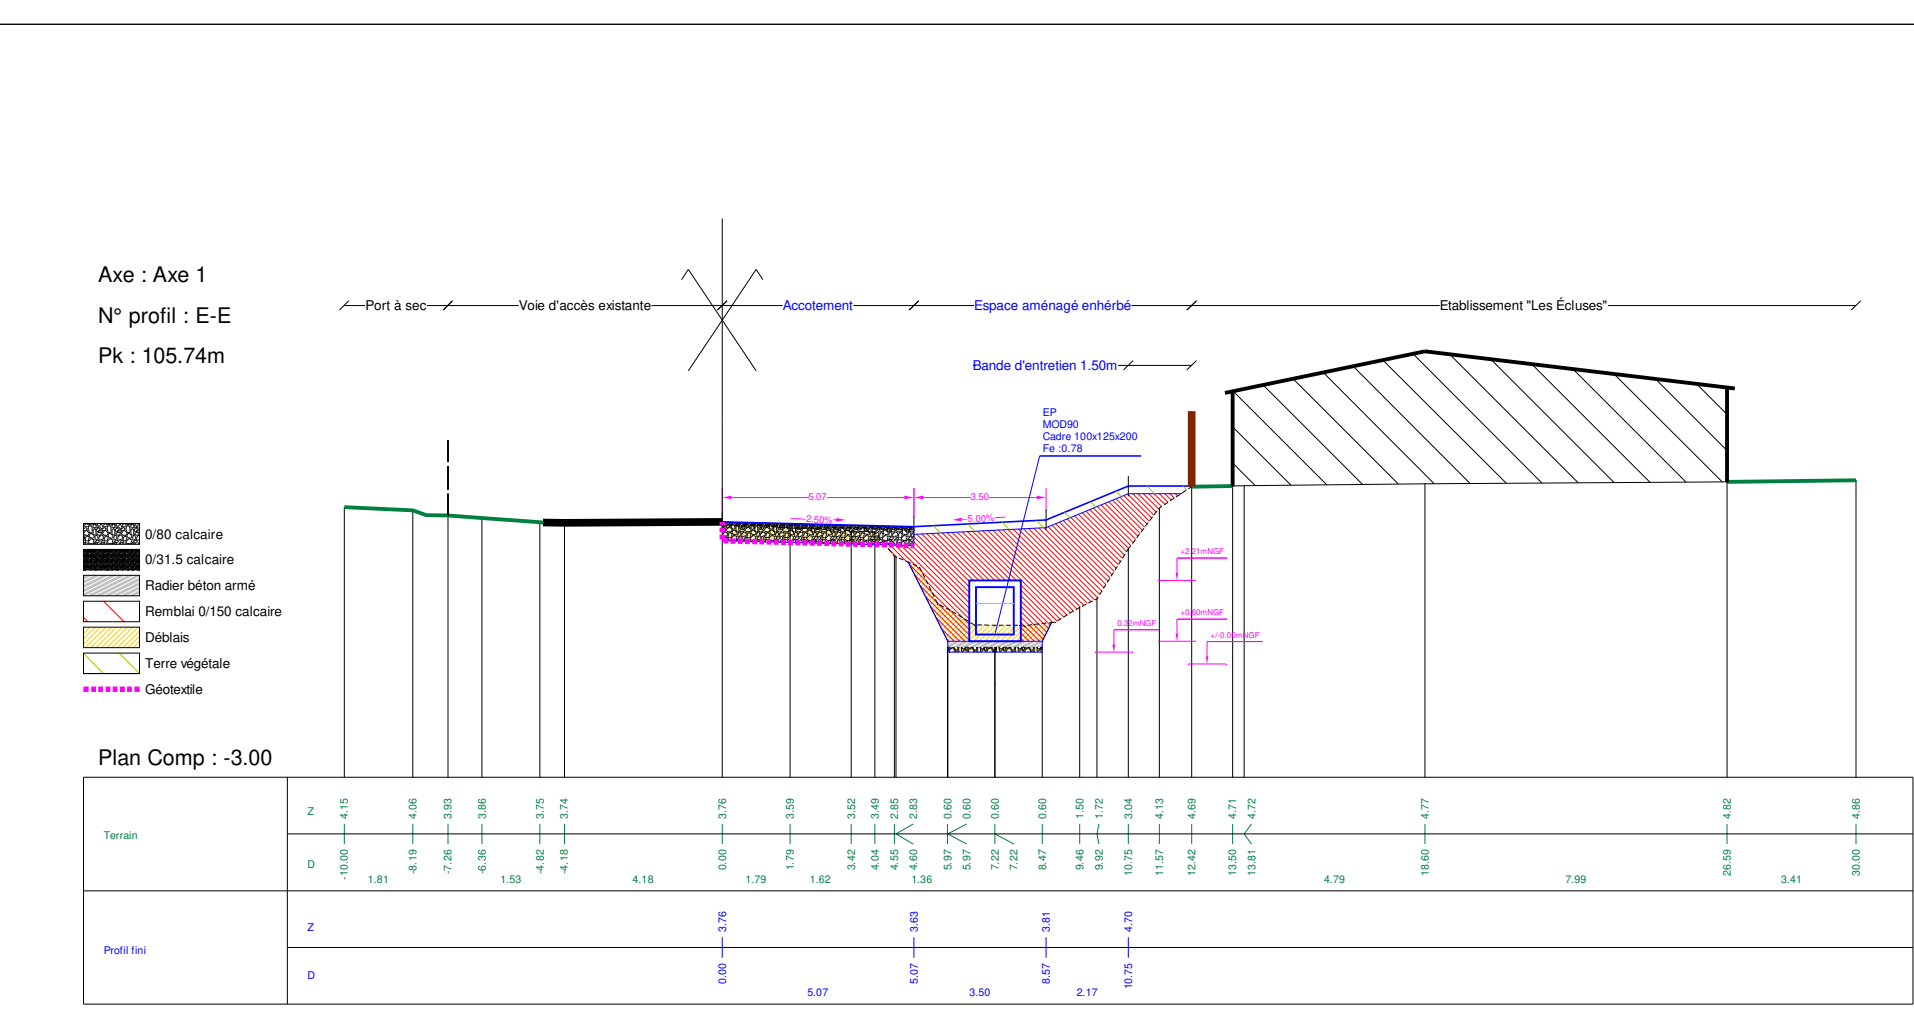 Axe : Axe 1
N° profil : E-E
Pk : 105.74m
Port à sec
Voie d'accès existante
Accotement
Espace aménagé enhérbé
Etablissement "Les Écluses"
Bande d'entretien 1.50m
EP
MOD90
Cadre 100x125x200
Fe :0.78
5.07
3.50
2.50%
5.00%
+2.21mNGF
+0.60mNGF
0.32mNGF
+/-0.00mNGF
0/80 calcaire
0/31.5 calcaire
Radier béton armé
Remblai 0/150 calcaire
Déblais
Terre végétale
Géotextile
Plan Comp : -3.00
Terrain
Z
4.15 4.06 3.93 3.86 3.75 3.74 3.76 3.59 3.52 3.49 2.85 2.83 0.60 0.60 0.60 0.60 1.50 1.72 3.04 4.13 4.69 4.71 4.72 4.77 4.82 4.86
D
-10.00 -8.19 -7.26 -6.36 -4.82 -4.18 0.00 1.79 3.42 4.04 4.55 4.60 5.97 5.97 7.22 7.22 8.47 9.46 9.92 10.75 11.57 12.42 13.50 13.81 18.60 26.59 30.00
1.81 1.53 4.18 1.79 1.62 1.36 4.79 7.99 3.41
Profil fini
Z
3.76 3.63 3.81 4.70
D
0.00 5.07 8.57 10.75
5.07 3.50 2.17